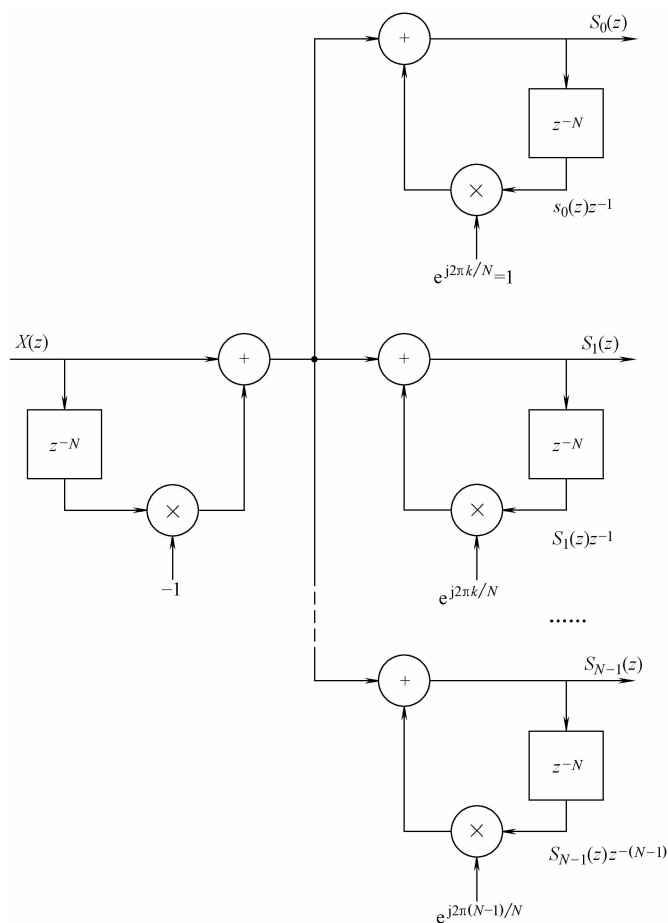 S₀(z)
+
z⁻ᴺ
×
s₀(z)z⁻¹
e^{j2πk/N}=1
X(z)
+
+
S₁(z)
z⁻ᴺ
z⁻ᴺ
×
×
S₁(z)z⁻¹
−1
e^{j2πk/N}
······
S_{N−1}(z)
+
z⁻ᴺ
×
S_{N−1}(z)z^{−(N−1)}
e^{j2π(N−1)/N}